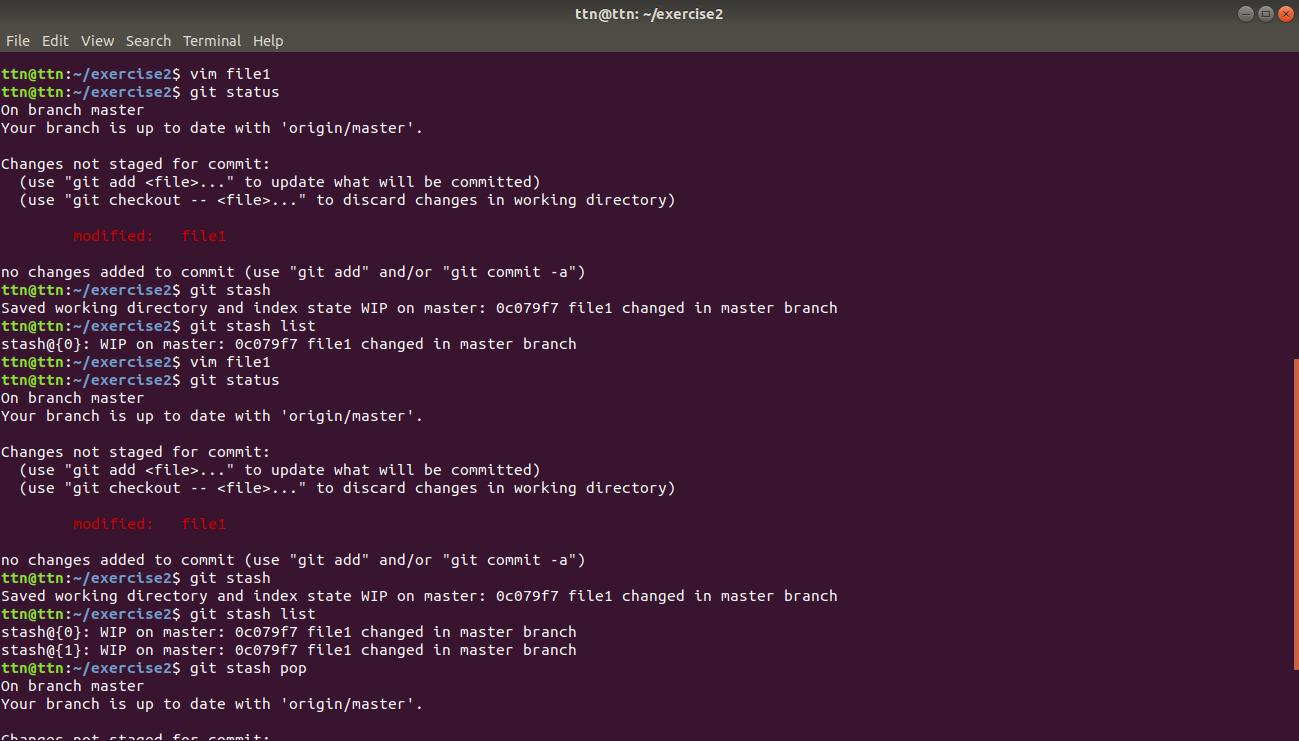 ttn@ttn: ~/exercise2
File Edit View Search Terminal Help
ttn@ttn:~/exercise2$ vim file1
ttn@ttn:~/exercise2$ git status
On branch master
Your branch is up to date with 'origin/master'.
Changes not staged for commit:
  (use "git add <file>..." to update what will be committed)
  (use "git checkout -- <file>..." to discard changes in working directory)
        modified:   file1
no changes added to commit (use "git add" and/or "git commit -a")
ttn@ttn:~/exercise2$ git stash
Saved working directory and index state WIP on master: 0c079f7 file1 changed in master branch
ttn@ttn:~/exercise2$ git stash list
stash@{0}: WIP on master: 0c079f7 file1 changed in master branch
ttn@ttn:~/exercise2$ vim file1
ttn@ttn:~/exercise2$ git status
On branch master
Your branch is up to date with 'origin/master'.
Changes not staged for commit:
  (use "git add <file>..." to update what will be committed)
  (use "git checkout -- <file>..." to discard changes in working directory)
        modified:   file1
no changes added to commit (use "git add" and/or "git commit -a")
ttn@ttn:~/exercise2$ git stash
Saved working directory and index state WIP on master: 0c079f7 file1 changed in master branch
ttn@ttn:~/exercise2$ git stash list
stash@{0}: WIP on master: 0c079f7 file1 changed in master branch
stash@{1}: WIP on master: 0c079f7 file1 changed in master branch
ttn@ttn:~/exercise2$ git stash pop
On branch master
Your branch is up to date with 'origin/master'.
Changes not staged for commit: